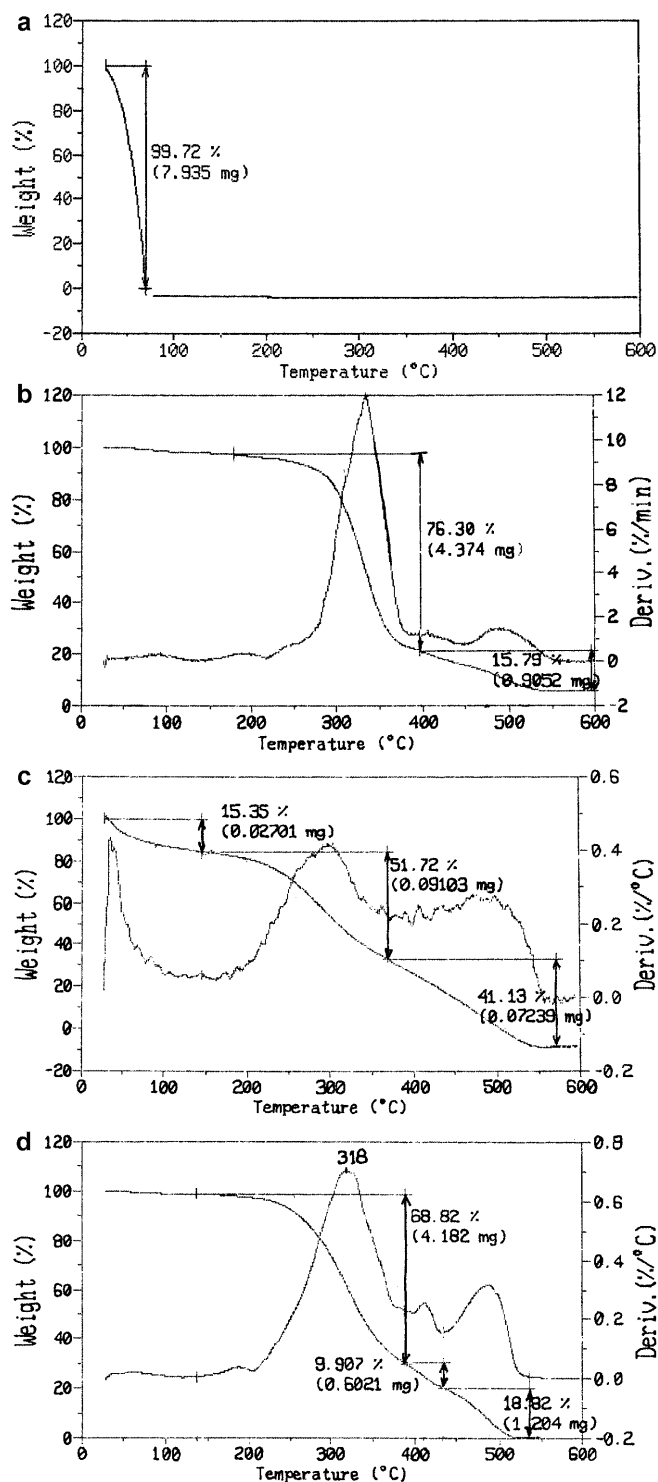 a
120
100
80
60
40
20
0
-20
Weight (%)
99.72 %
(7.935 mg)
0 100 200 300 400 500 600
Temperature (°C)
b
120
100
80
60
40
20
0
Weight (%)
76.30 %
(4.374 mg)
15.79 %
(0.9052 mg)
12
10
8
6
4
2
0
-2
Deriv. (%/min)
0 100 200 300 400 500 600
Temperature (°C)
c
120
100
80
60
40
20
0
-20
Weight (%)
15.35 %
(0.02701 mg)
51.72 %
(0.09103 mg)
41.13 %
(0.07239 mg)
0.6
0.4
0.2
0.0
-0.2
Deriv. (%/°C)
0 100 200 300 400 500 600
Temperature (°C)
d
120
100
80
60
40
20
0
Weight (%)
318
68.82 %
(4.182 mg)
9.907 %
(0.6021 mg)
18.82 %
(1.204 mg)
0.8
0.6
0.4
0.2
0.0
-0.2
Deriv. (%/°C)
0 100 200 300 400 500 600
Temperature (°C)